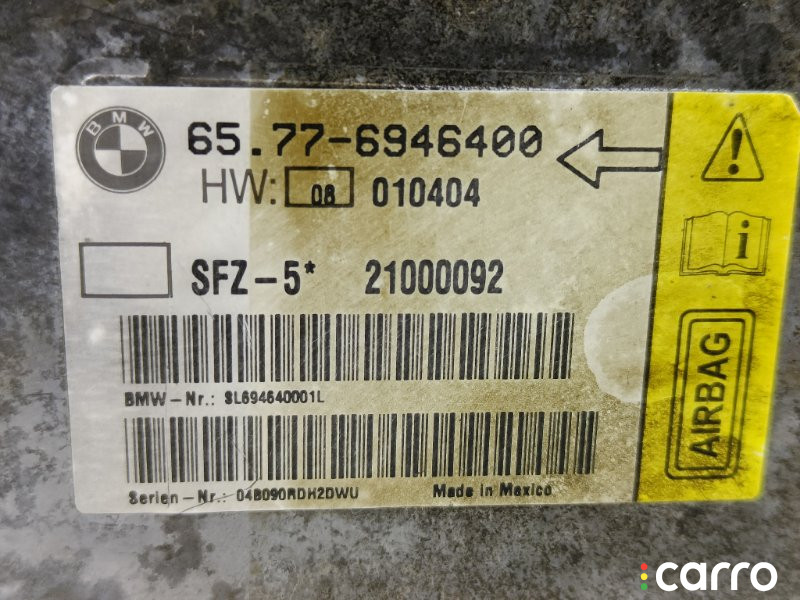 BMW
65.77-6946400
HW: 08 010404
SFZ-5* 21000092
BMW-Nr.: SL694640001L
Serien-Nr.: 04B090RDH2DWU
Made in Mexico
AIRBAG
carro